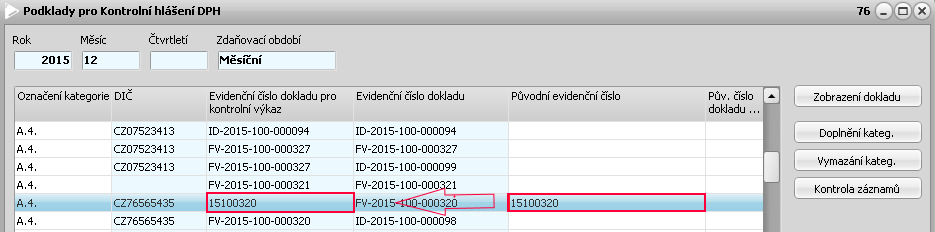 Podklady pro Kontrolní hlášení DPH 76
Rok Měsíc Čtvrtletí Zdaňovací období
2015 12 Měsíční
Označení kategorie DIČ Evidenční číslo dokladu pro kontrolní výkaz Evidenční číslo dokladu Původní evidenční číslo Pův. číslo dokladu ...
A.4. CZ07523413 ID-2015-100-000094 ID-2015-100-000094
A.4. CZ07523413 FV-2015-100-000327 FV-2015-100-000327
A.4. CZ07523413 FV-2015-100-000327 ID-2015-100-000099
A.4. FV-2015-100-000321 FV-2015-100-000321
A.4. CZ76565435 15100320 FV-2015-100-000320 15100320
A.4. CZ76565435 FV-2015-100-000320 ID-2015-100-000098
Zobrazení dokladu
Doplnění kateg.
Vymazání kateg.
Kontrola záznamů